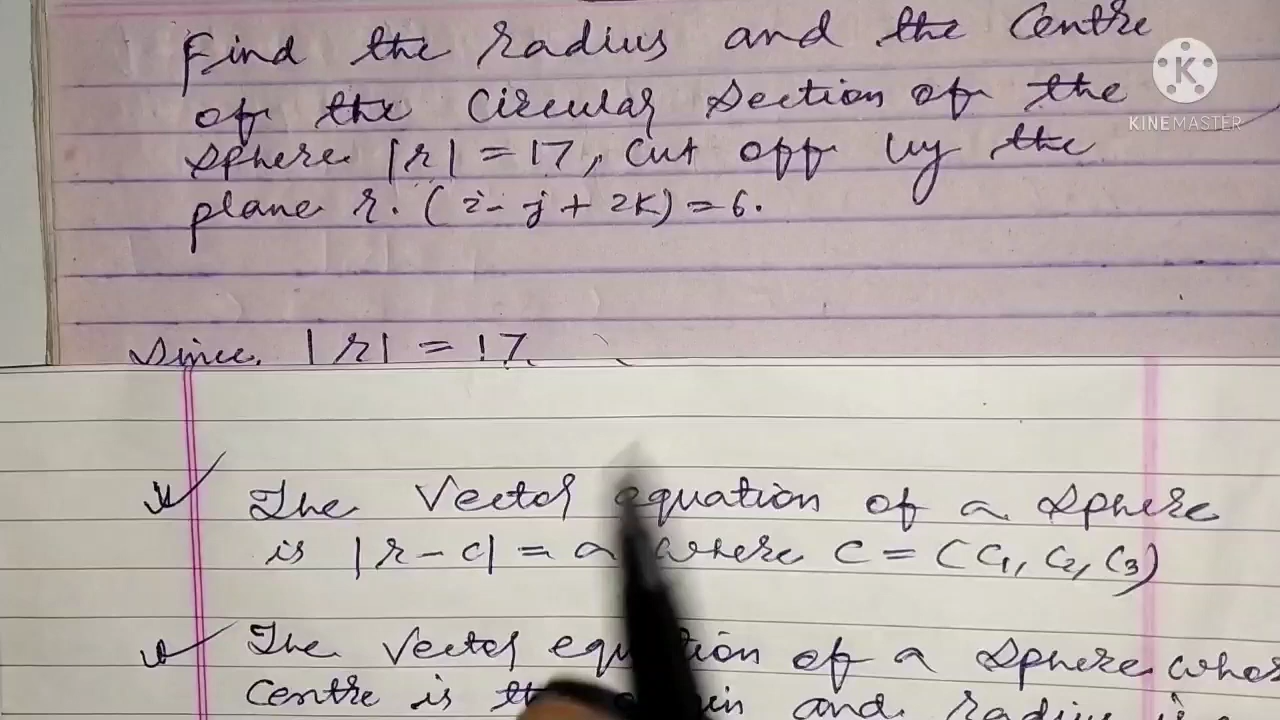 Find the radius and the Centre
of the Circular Section of the
Sphere |r| = 17, Cut off by the
plane r. (i - j + 2K) = 6.
KINEMASTER
Since, |r| = 17
The Vector equation of a Sphere
is |r - c| = a where C = (C1, C2, C3)
The Vector equation of a Sphere
Centre is and radius